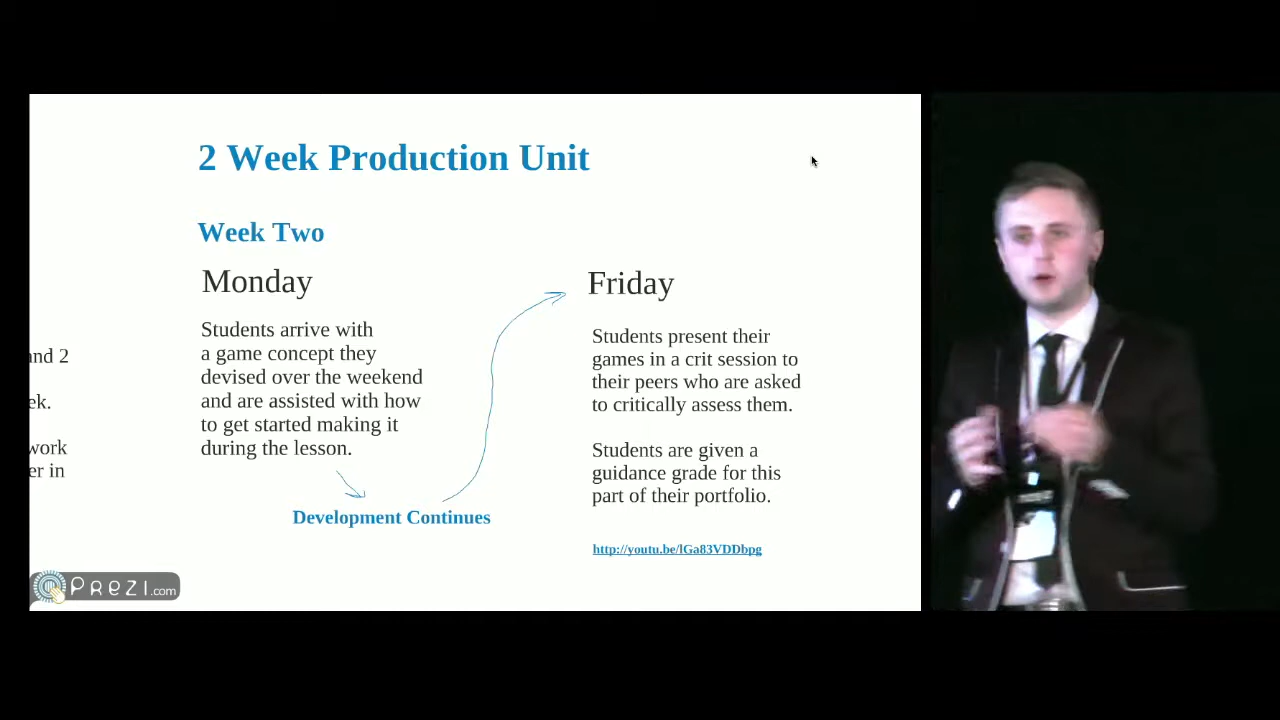 2 Week Production Unit
Week Two
Monday
Students arrive with
a game concept they
devised over the weekend
and are assisted with how
to get started making it
during the lesson.
Development Continues
Friday
Students present their
games in a crit session to
their peers who are asked
to critically assess them.
Students are given a
guidance grade for this
part of their portfolio.
http://youtu.be/lGa83VDDbpg
and 2
ek.
work
er in
Prezi.com